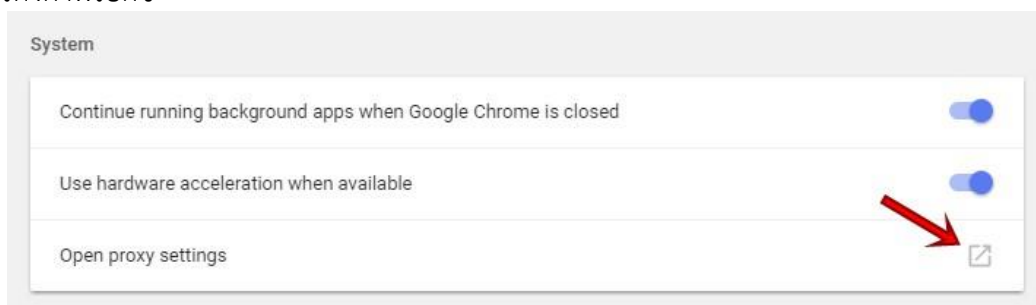 System
Continue running background apps when Google Chrome is closed
Use hardware acceleration when available
Open proxy settings